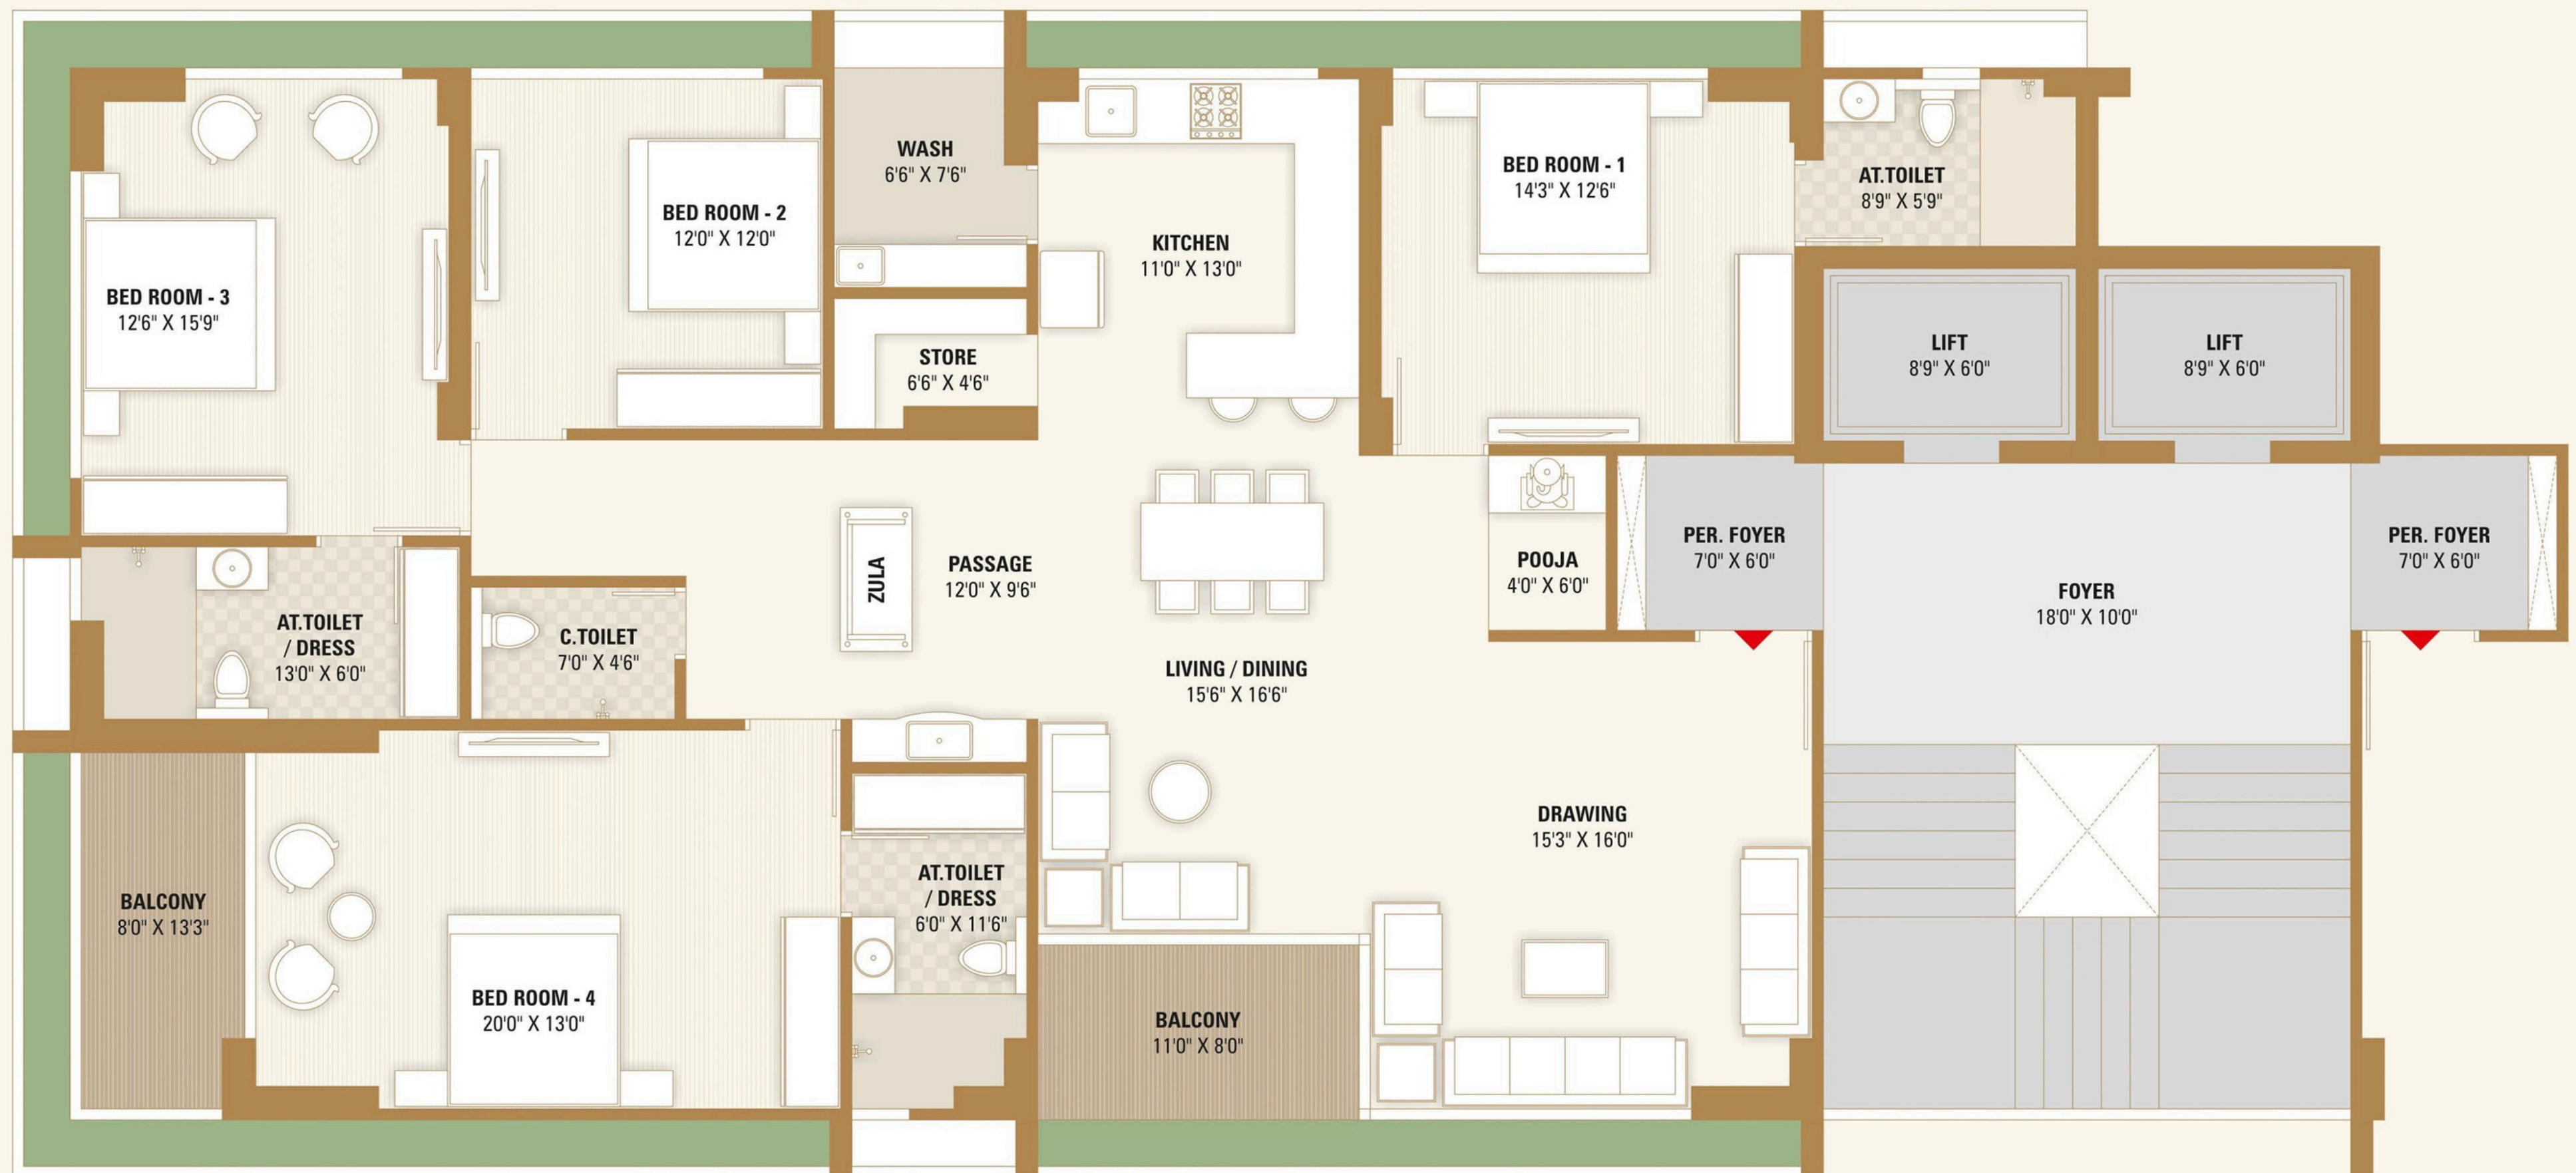 BED ROOM - 3
12'6" X 15'9"
BED ROOM - 2
12'0" X 12'0"
WASH
6'6" X 7'6"
STORE
6'6" X 4'6"
KITCHEN
11'0" X 13'0"
BED ROOM - 1
14'3" X 12'6"
AT.TOILET
8'9" X 5'9"
LIFT
8'9" X 6'0"
LIFT
8'9" X 6'0"
AT.TOILET
/ DRESS
13'0" X 6'0"
C.TOILET
7'0" X 4'6"
ZULA
PASSAGE
12'0" X 9'6"
LIVING / DINING
15'6" X 16'6"
POOJA
4'0" X 6'0"
PER. FOYER
7'0" X 6'0"
FOYER
18'0" X 10'0"
PER. FOYER
7'0" X 6'0"
BALCONY
8'0" X 13'3"
BED ROOM - 4
20'0" X 13'0"
AT.TOILET
/ DRESS
6'0" X 11'6"
BALCONY
11'0" X 8'0"
DRAWING
15'3" X 16'0"